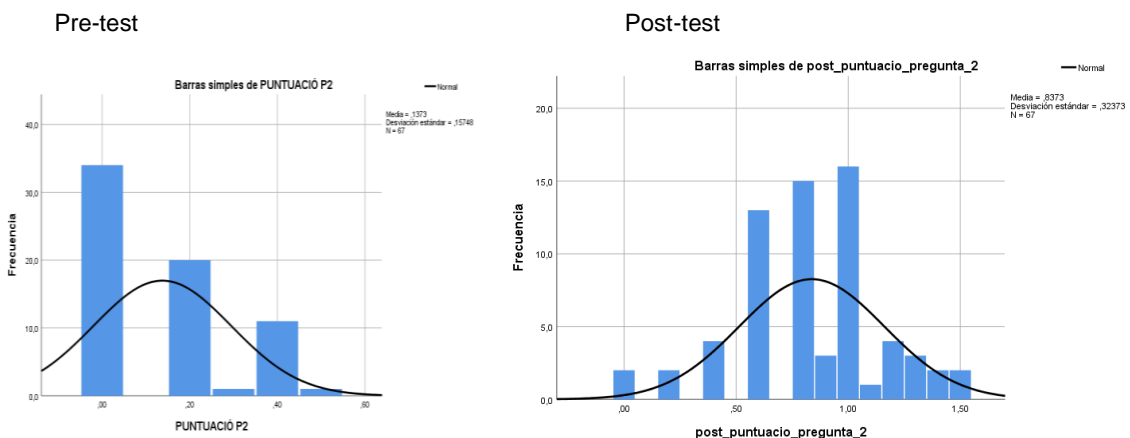 Pre-test
Post-test
Barras simples de PUNTUACIÓ P2
Normal
Media = ,1373
Desviación estándar = ,15748
N = 67
40,0
30,0
20,0
10,0
0,0
Frecuencia
,00
,20
,40
,60
PUNTUACIÓ P2
Barras simples de post_puntuacio_pregunta_2
Normal
Media = ,8373
Desviación estándar = ,32373
N = 67
20,0
15,0
10,0
5,0
0,0
Frecuencia
,00
,50
1,00
1,50
post_puntuacio_pregunta_2